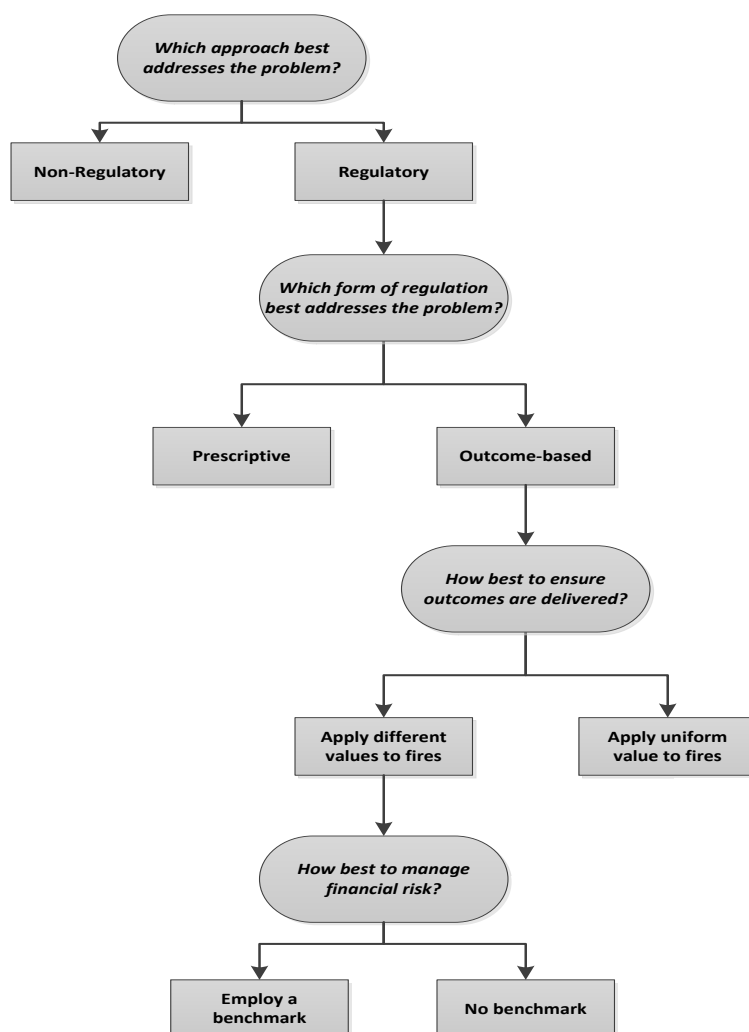 Which approach best
addresses the problem?
Non-Regulatory
Regulatory
Which form of regulation
best addresses the problem?
Prescriptive
Outcome-based
How best to ensure
outcomes are delivered?
Apply different
values to fires
Apply uniform
value to fires
How best to manage
financial risk?
Employ a
benchmark
No benchmark